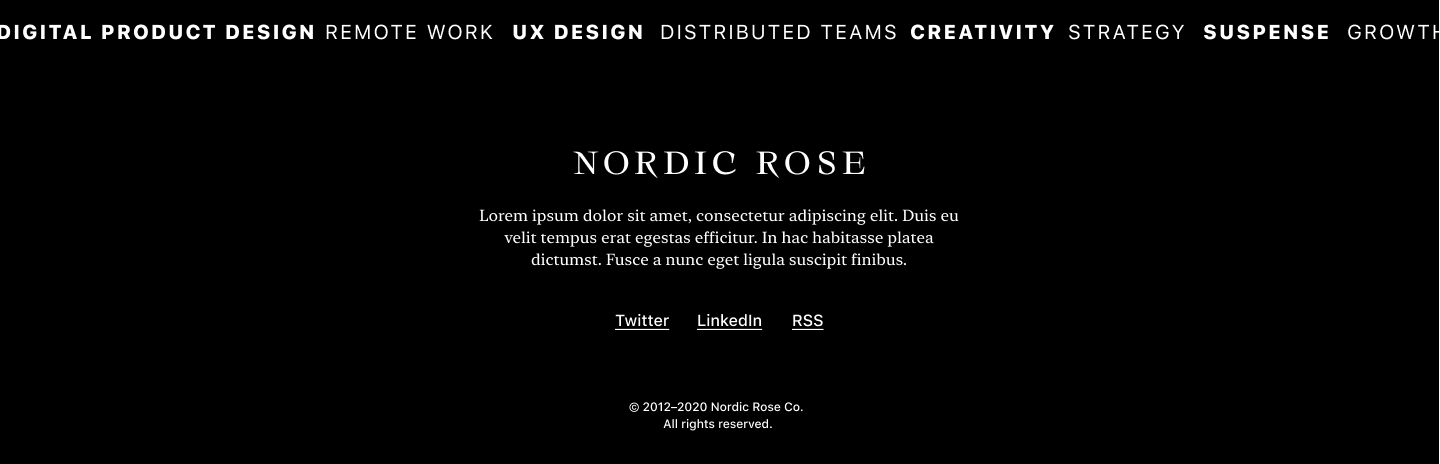 DIGITAL PRODUCT DESIGN REMOTE WORK UX DESIGN DISTRIBUTED TEAMS CREATIVITY STRATEGY SUSPENSE GROWTH
NORDIC ROSE
Lorem ipsum dolor sit amet, consectetur adipiscing elit. Duis eu
velit tempus erat egestas efficitur. In hac habitasse platea
dictumst. Fusce a nunc eget ligula suscipit finibus.
Twitter LinkedIn RSS
© 2012–2020 Nordic Rose Co.
All rights reserved.